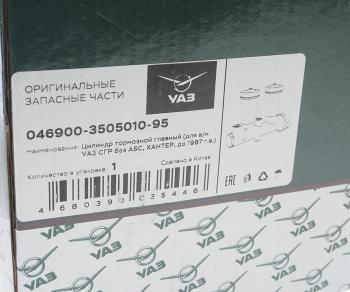 ОРИГИНАЛЬНЫЕ
ЗАПАСНЫЕ ЧАСТИ
УАЗ
046900-3505010-95
Наименование: Цилиндр тормозной главный (для а/м
УАЗ СГР без АБС, ХАНТЕР, до 1987 г.в.)
Количество в упаковке: 1
Сделано в Китае
EAC
4 680390 035446
УАЗ
УАЗ
УАЗ
УАЗ
УАЗ